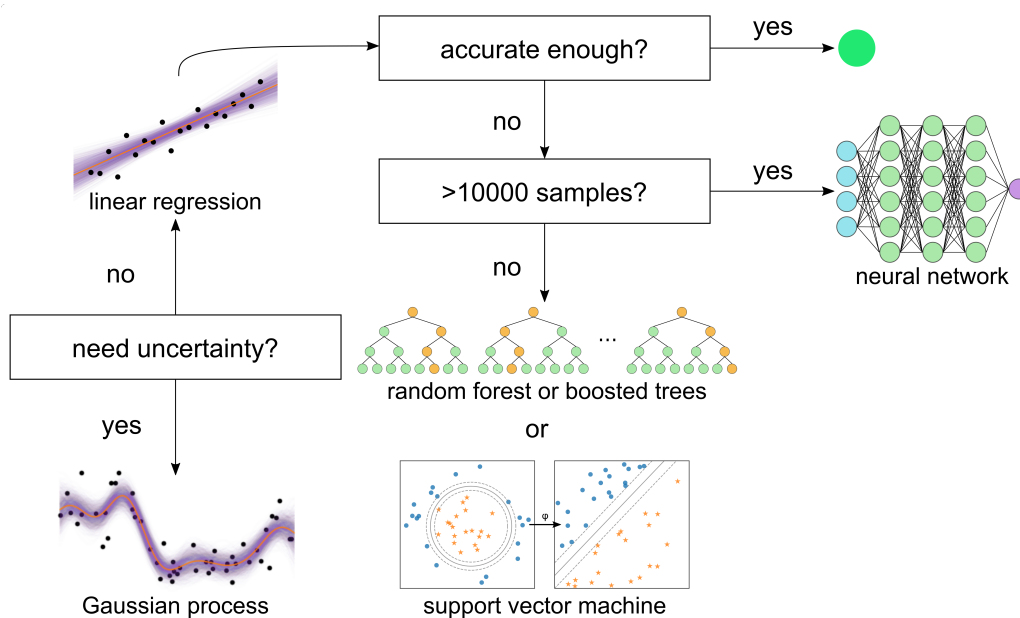 accurate enough?
yes
no
>10000 samples?
yes
linear regression
no
no
neural network
need uncertainty?
...
random forest or boosted trees
yes
or
φ
Gaussian process
support vector machine